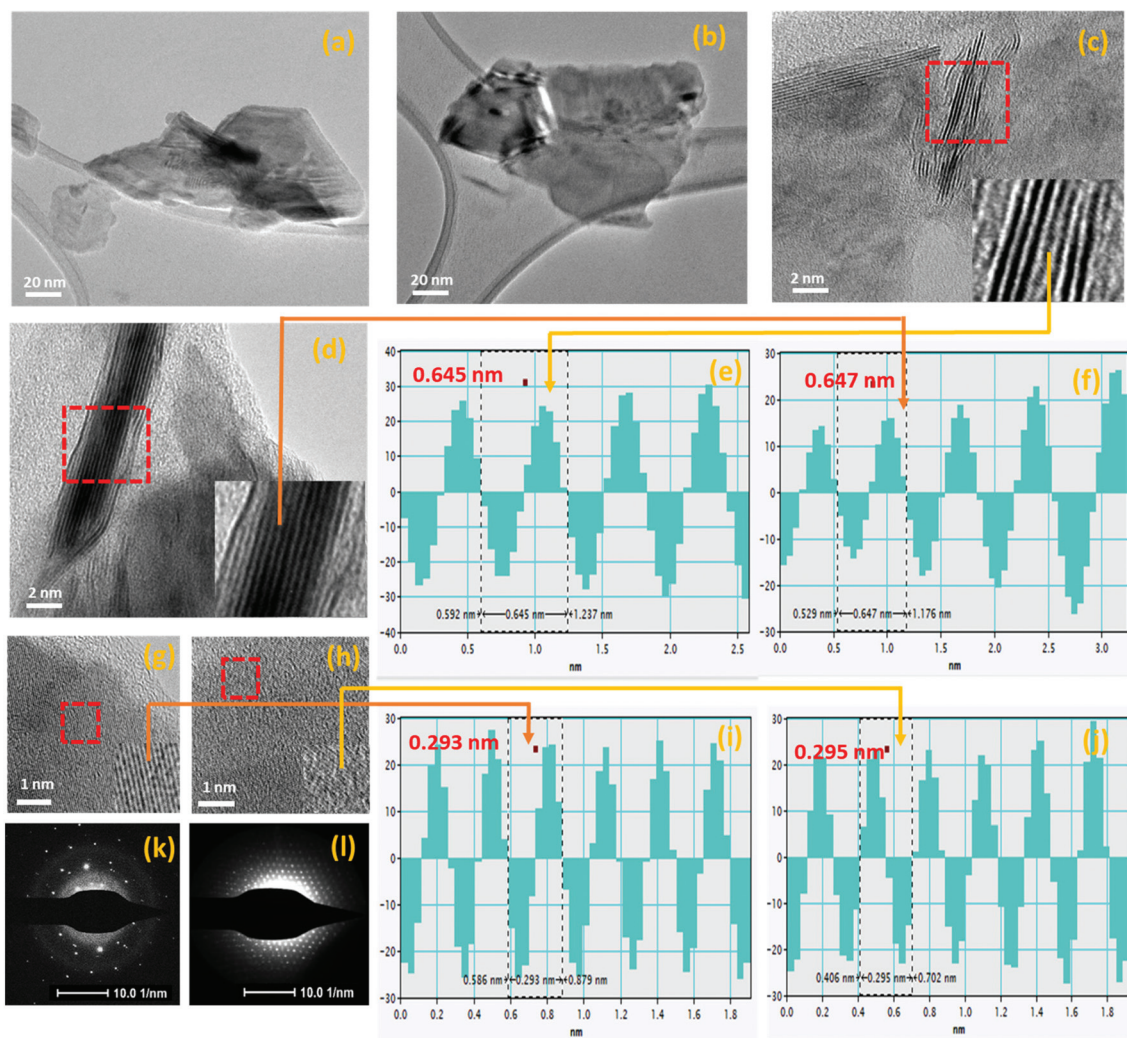 (a)
20 nm
(b)
20 nm
(c)
2 nm
(d)
2 nm
(e)
0.645 nm
40
30
20
10
0
-10
-20
-30
-40
0.592 nm
0.645 nm
1.237 nm
0.0 0.5 1.0 1.5 2.0 2.5
nm
(f)
0.647 nm
30
20
10
0
-10
-20
-30
0.529 nm
0.647 nm
1.176 nm
0.0 0.5 1.0 1.5 2.0 2.5 3.0
nm
(g)
1 nm
(h)
1 nm
(i)
0.293 nm
30
20
10
0
-10
-20
-30
0.586 nm
0.293 nm
0.879 nm
0.0 0.2 0.4 0.6 0.8 1.0 1.2 1.4 1.6 1.8
nm
(j)
0.295 nm
30
20
10
0
-10
-20
-30
0.406 nm
0.295 nm
0.702 nm
0.0 0.2 0.4 0.6 0.8 1.0 1.2 1.4 1.6 1.8
nm
(k)
10.0 1/nm
(l)
10.0 1/nm